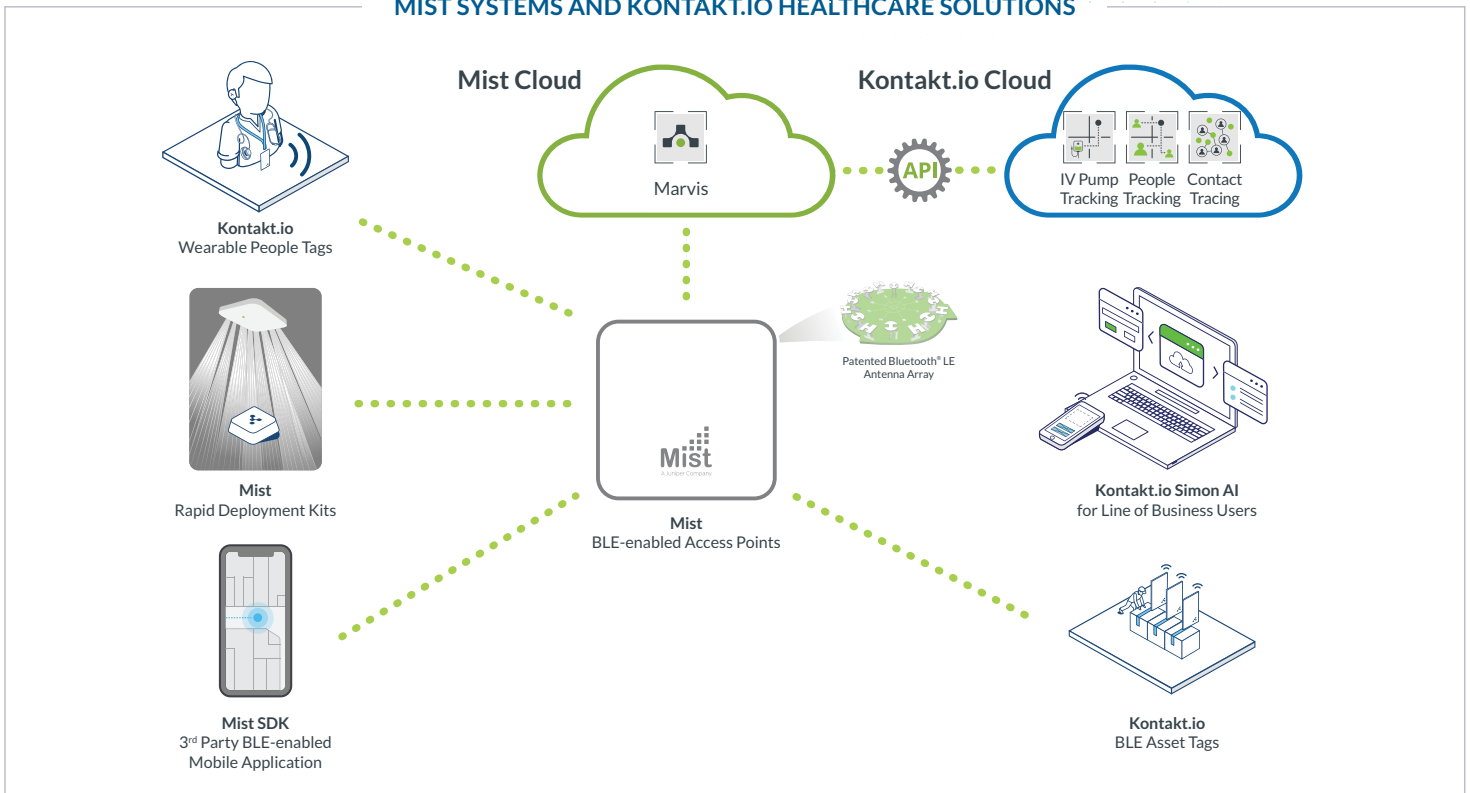 MIST SYSTEMS AND KONTAKT.IO HEALTHCARE SOLUTIONS
Mist Cloud
Kontakt.io Cloud
Marvis
API
IV Pump
Tracking
People
Tracking
Contact
Tracing
Kontakt.io
Wearable People Tags
Patented Bluetooth® LE
Antenna Array
Mist
A Juniper Company
Mist
Rapid Deployment Kits
Mist
BLE-enabled Access Points
Kontakt.io Simon AI
for Line of Business Users
Mist SDK
3rd Party BLE-enabled
Mobile Application
Kontakt.io
BLE Asset Tags